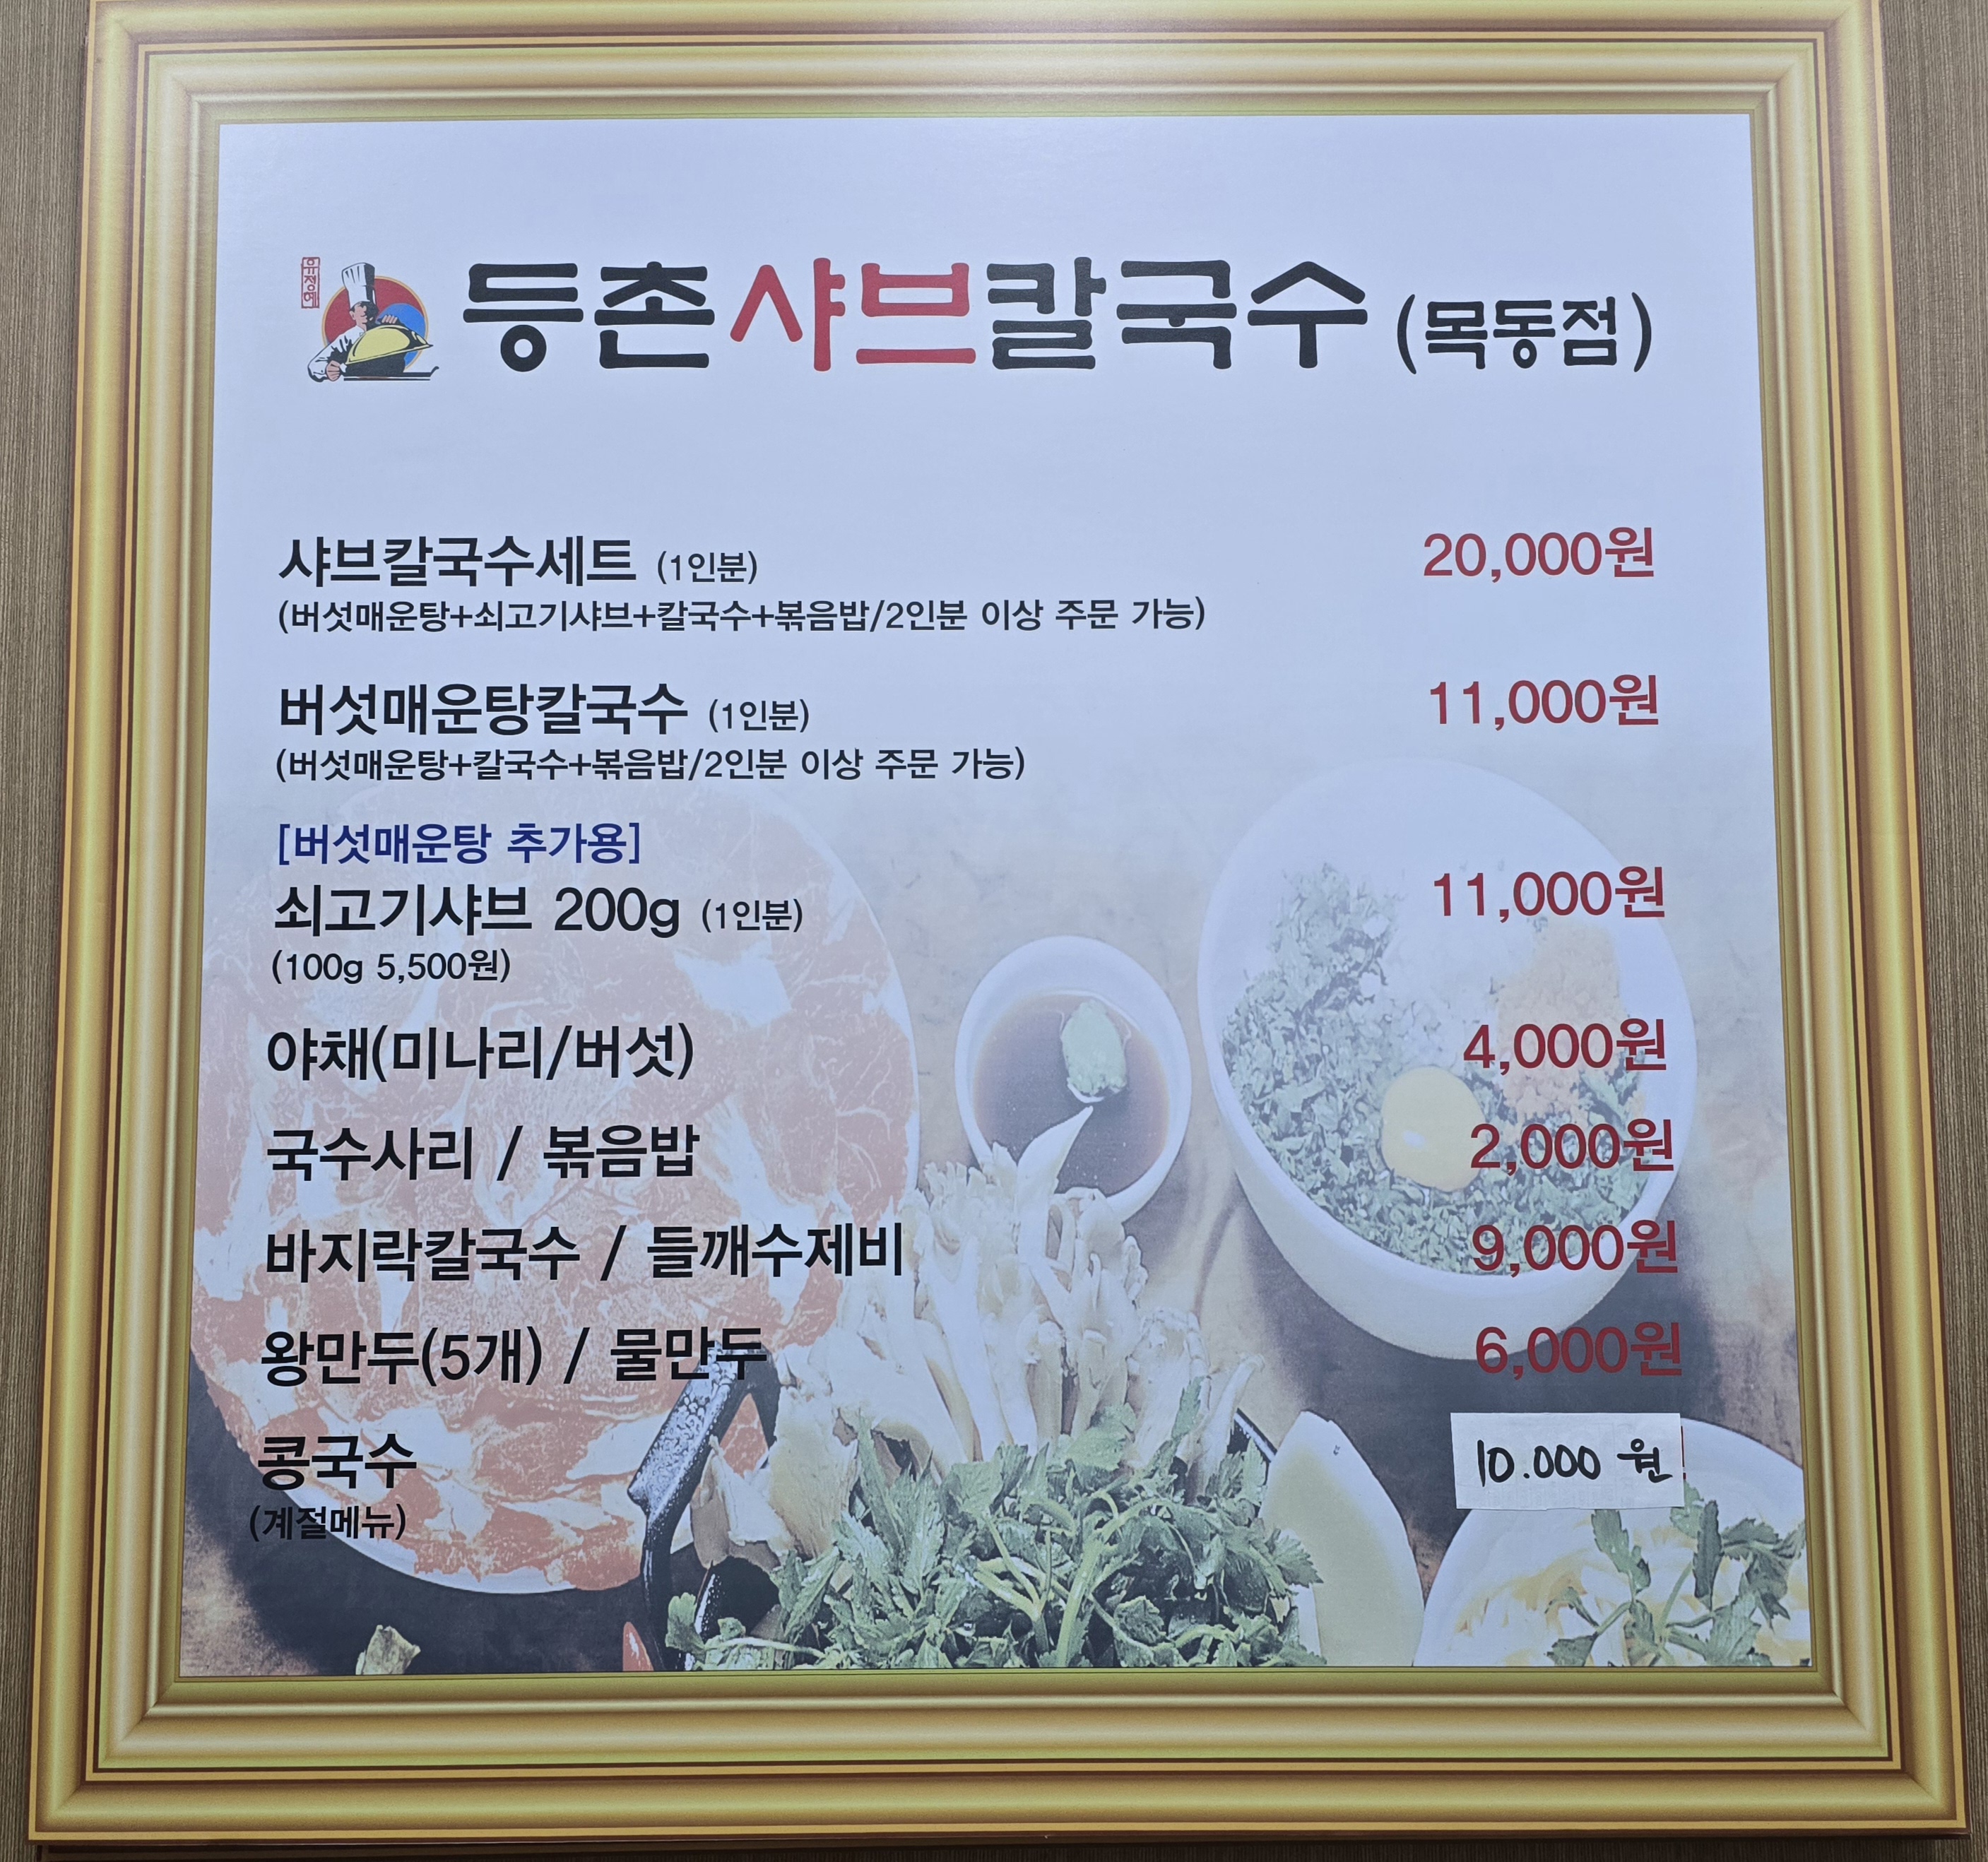 등촌샤브칼국수 (목동점)
샤브칼국수세트 (1인분) 20,000원
(버섯매운탕+쇠고기샤브+칼국수+볶음밥/2인분 이상 주문 가능)
버섯매운탕칼국수 (1인분) 11,000원
(버섯매운탕+칼국수+볶음밥/2인분 이상 주문 가능)
[버섯매운탕 추가용]
쇠고기샤브 200g (1인분) 11,000원
(100g 5,500원)
야채(미나리/버섯) 4,000원
국수사리 / 볶음밥 2,000원
바지락칼국수 / 들깨수제비 9,000원
왕만두(5개) / 물만두 6,000원
콩국수 10.000 원
(계절메뉴)